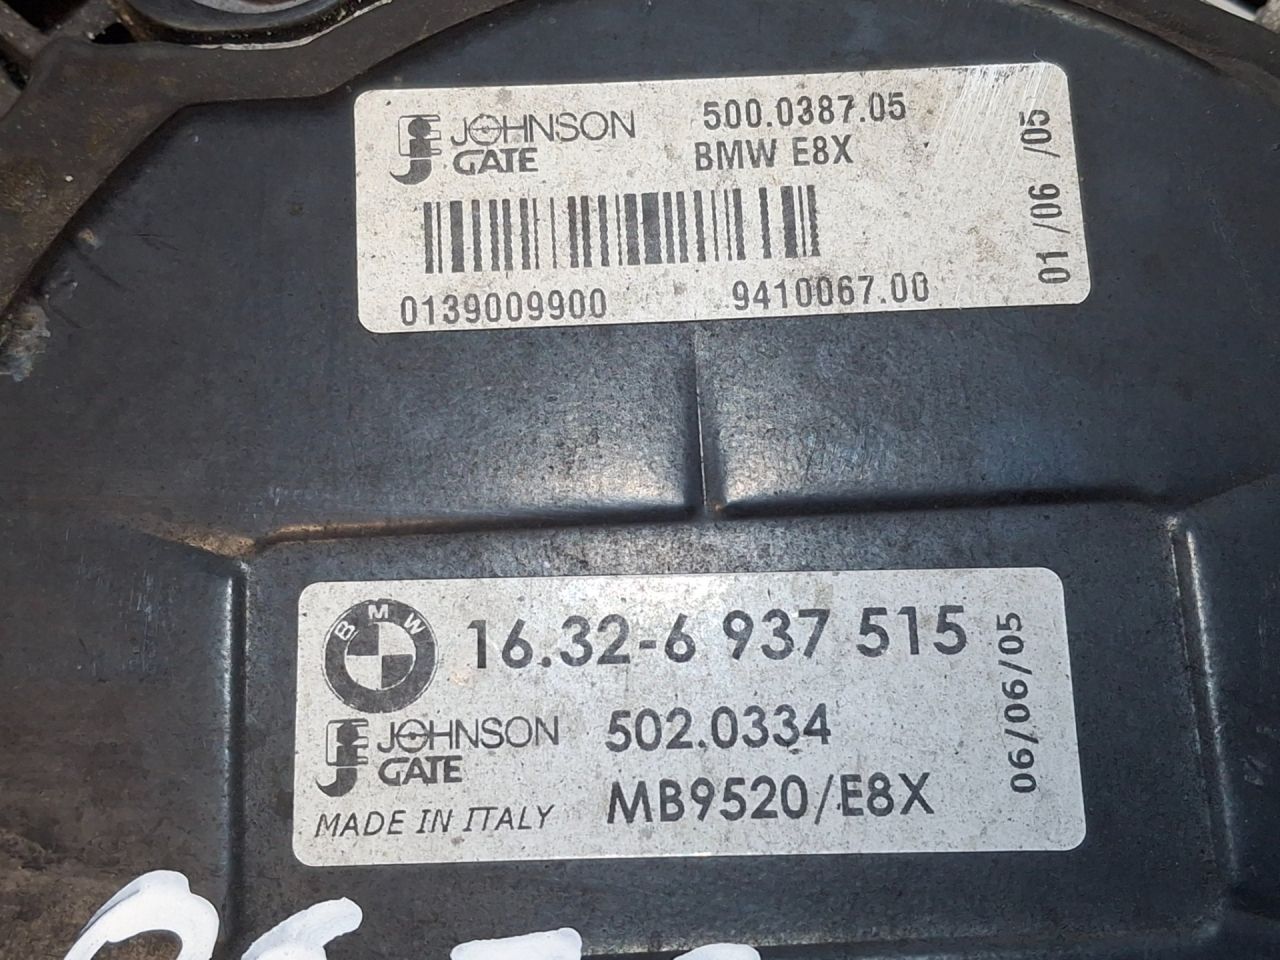 JOHNSON
GATE
500.0387.05
BMW E8X
01/06/05
0139009900
9410067.00
BMW
16.32-6 937 515
JOHNSON
GATE
502.0334
MADE IN ITALY
MB9520/E8X
06/06/05